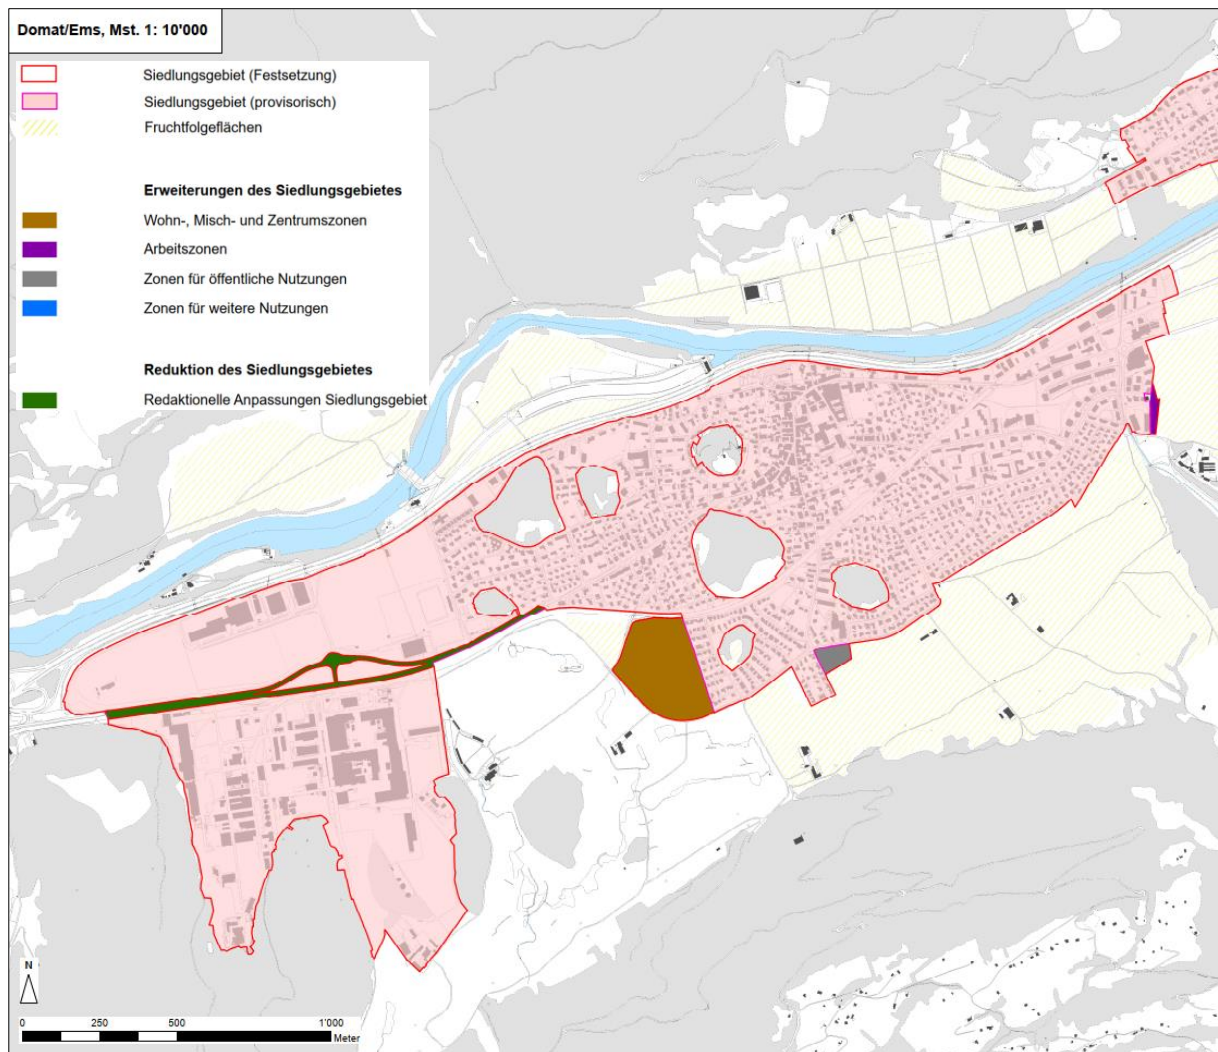 Domat/Ems, Mst. 1: 10'000
Siedlungsgebiet (Festsetzung)
Siedlungsgebiet (provisorisch)
Fruchtfolgeflächen
Erweiterungen des Siedlungsgebietes
Wohn-, Misch- und Zentrumszonen
Arbeitszonen
Zonen für öffentliche Nutzungen
Zonen für weitere Nutzungen
Reduktion des Siedlungsgebietes
Redaktionelle Anpassungen Siedlungsgebiet
N
0 250 500 1'000
Meter